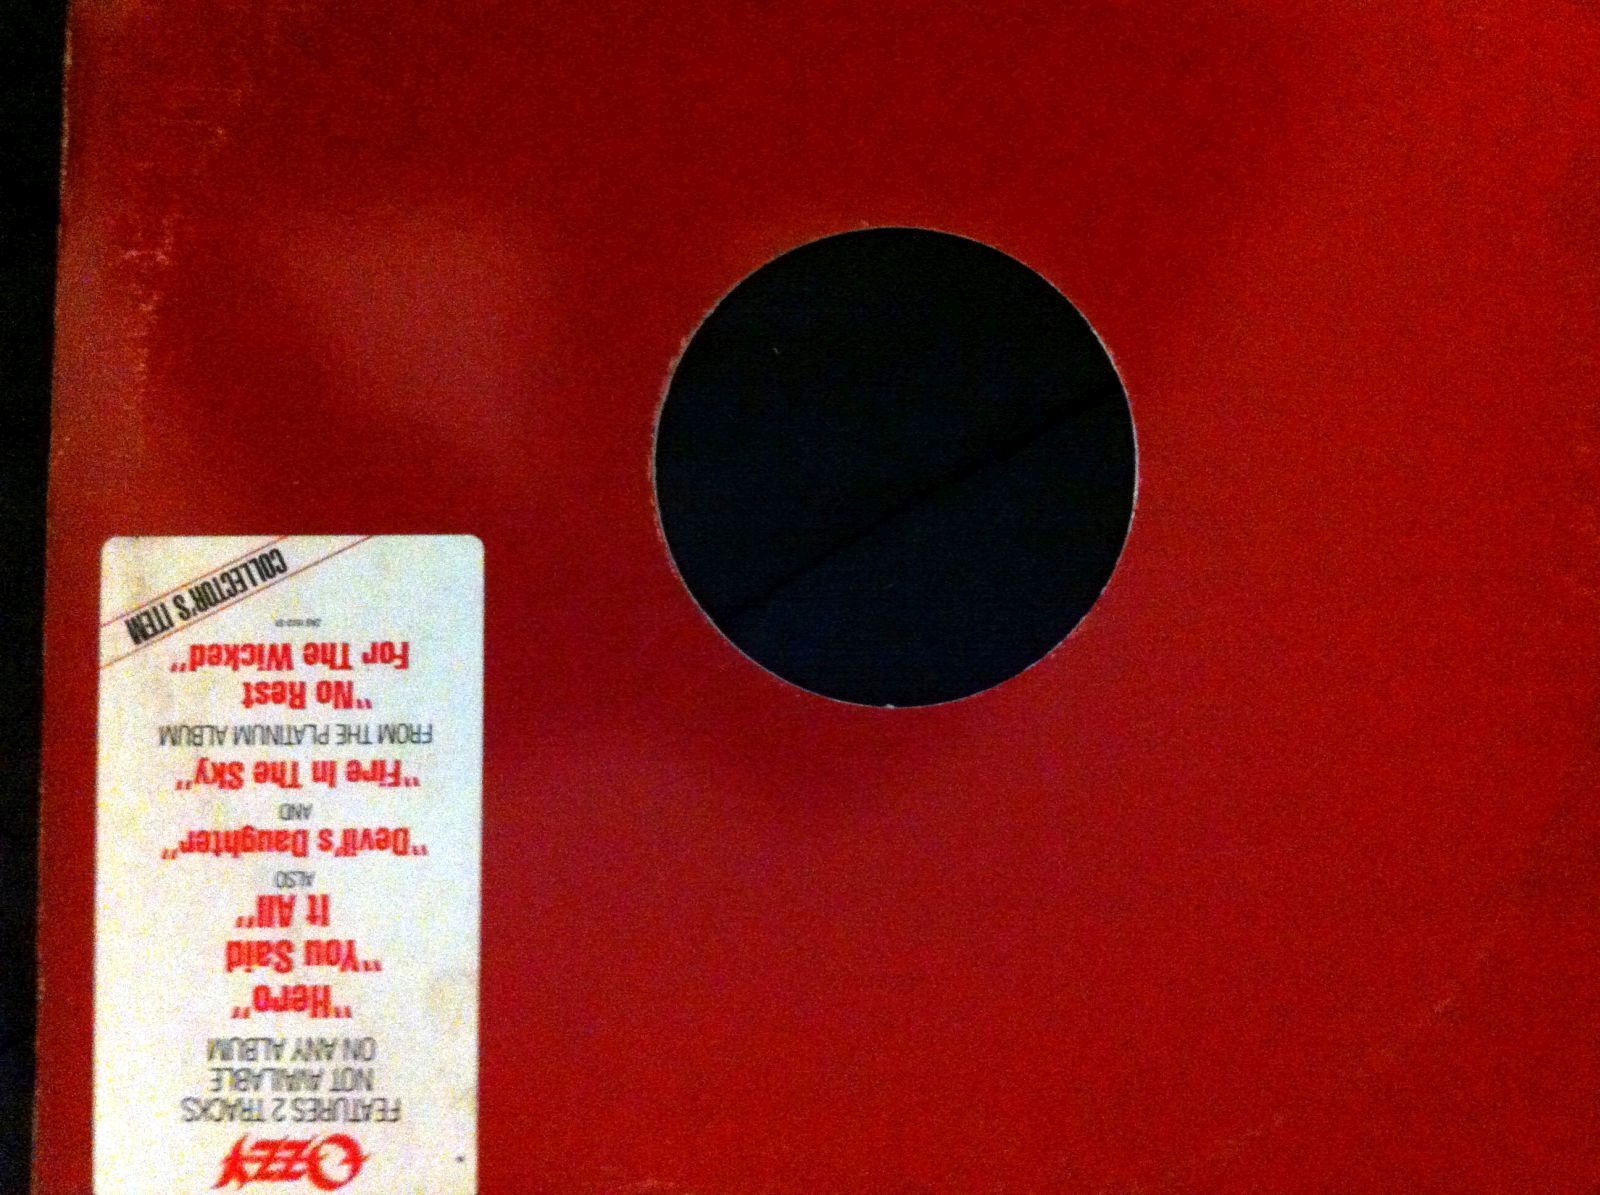 OZZY
FEATURES 2 TRACKS
NOT AVAILABLE
ON ANY ALBUM
"Hero"
"You Said
It All"
ALSO
"Devil's Daughter"
AND
"Fire In The Sky"
FROM THE PLATINUM ALBUM
"No Rest
For The Wicked"
COLLECTOR'S ITEM